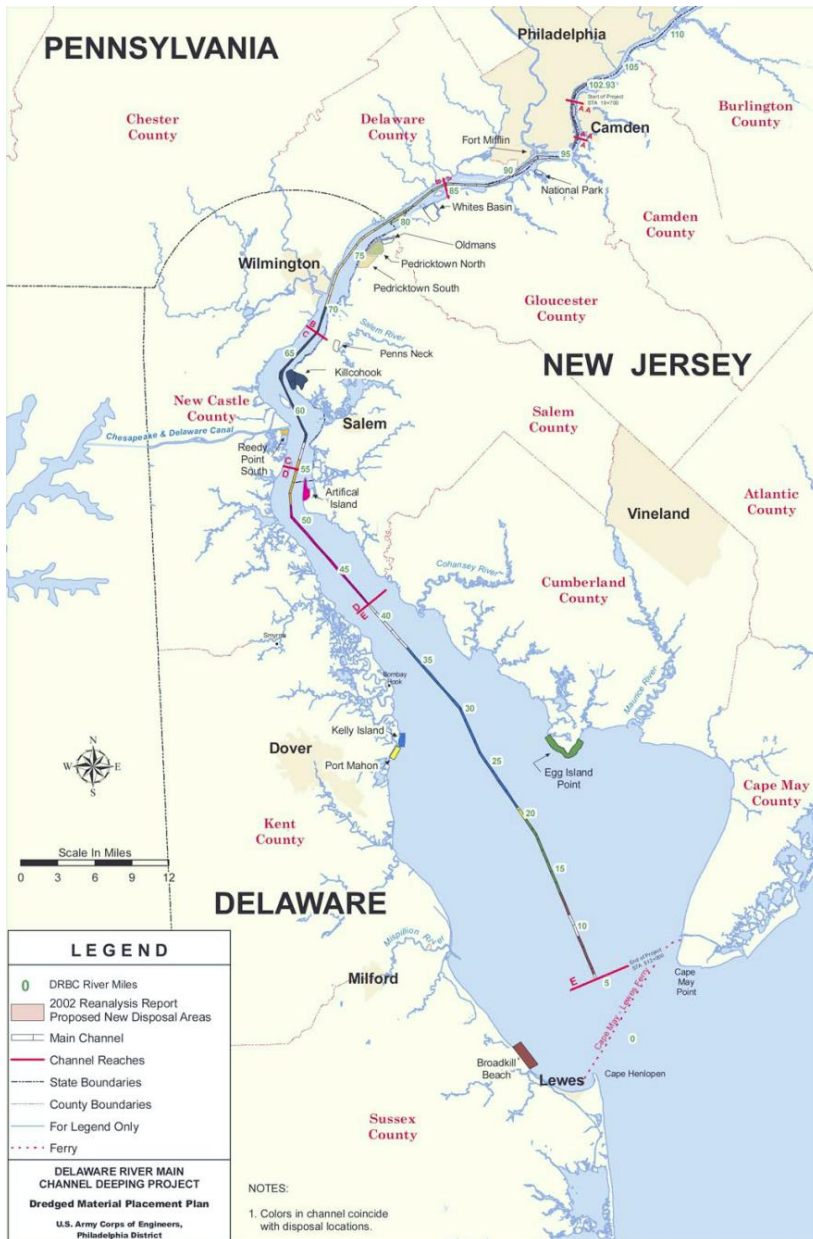 PENNSYLVANIA
Philadelphia
110
105
102.93
Start of Project
STA 19+700
Chester
County
Delaware
County
Burlington
County
A
A
Fort Mifflin
Camden
A
95
90
National Park
B
85
Whites Basin
80
Camden
County
Oldmans
75
Pedricktown North
Wilmington
Pedricktown South
Gloucester
County
70
B
C
Salem River
Penns Neck
65
NEW JERSEY
Killcohook
New Castle
County
60
Salem
Salem
County
Chesapeake & Delaware Canal
Reedy
Point
South
C
D
55
Artifical
Island
Atlantic
County
50
Vineland
45
Cohansey River
Cumberland
County
D
E
40
Smyrna
35
Bombay
Hook
Maurice River
30
Kelly Island
N
W
E
S
Dover
Port Mahon
25
Egg Island
Point
Cape May
County
20
Kent
County
Scale In Miles
0 3 6 9 12
15
DELAWARE
10
Mispillion River
End of Project
STA 512+000
E
5
Cape
May
Point
Milford
Cape May - Lewes Ferry
0
Broadkill
Beach
Lewes
Cape Henlopen
Sussex
County
LEGEND
0 DRBC River Miles
2002 Reanalysis Report
Proposed New Disposal Areas
Main Channel
Channel Reaches
State Boundaries
County Boundaries
For Legend Only
Ferry
DELAWARE RIVER MAIN
CHANNEL DEEPING PROJECT
Dredged Material Placement Plan
U.S. Army Corps of Engineers,
Philadelphia District
NOTES:
1. Colors in channel coincide
with disposal locations.